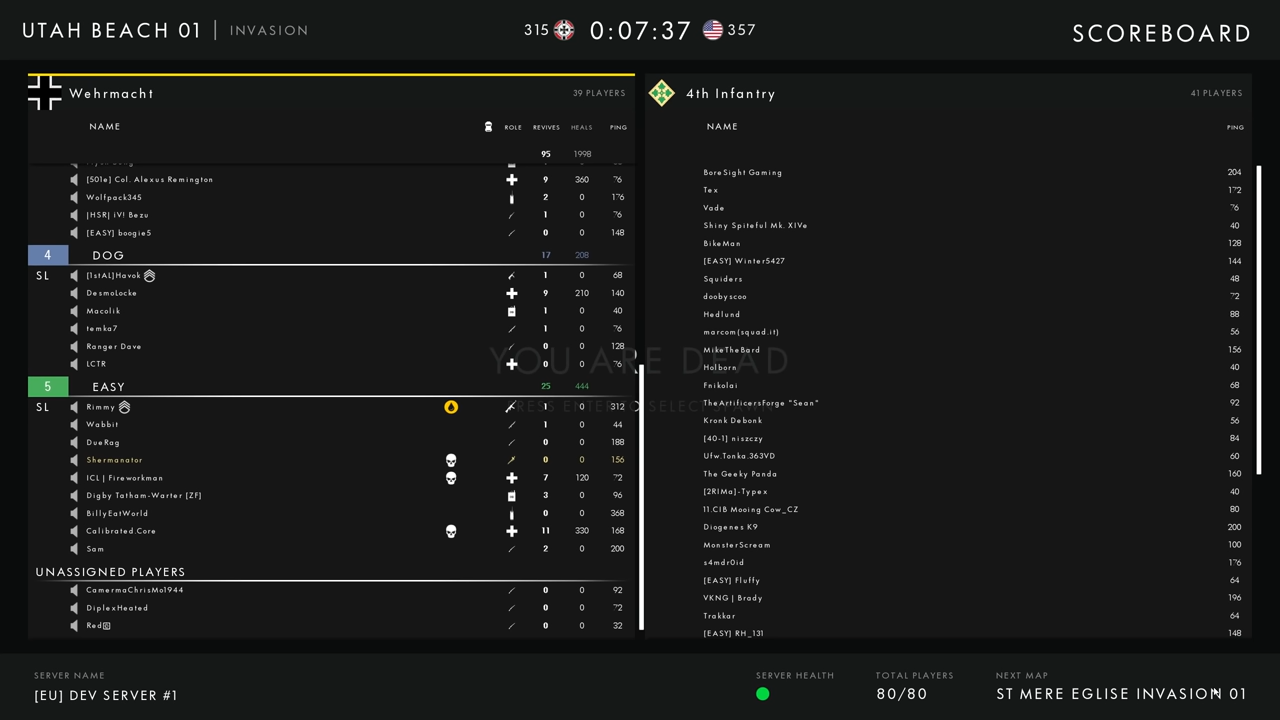 UTAH BEACH 01 | INVASION 315 0:07:37 357 SCOREBOARD
Wehrmacht 39 PLAYERS
NAME ROLE REVIVES HEALS PING
95 1998
[501e] Col. Alexus Remington 9 360 76
Wolfpack345 2 0 176
|HSR| iV! Bezu 1 0 76
[EASY] boogie5 0 0 148
4 DOG 17 208
SL [1stAL]Havok 1 0 68
DesmoLocke 9 210 140
Macolik 1 0 40
temka7 1 0 76
Ranger Dave 0 0 128
LCTR 0 0 76
5 EASY 25 444
SL Rimmy 0 312
Wabbit 1 0 44
DueRag 0 0 188
Shermanator 0 0 156
ICL | Fireworkman 7 120 72
Digby Tatham-Warter [ZF] 3 0 96
BillyEatWorld 0 0 368
Calibrated.Core 11 330 168
Sam 2 0 200
UNASSIGNED PLAYERS
CamermaChrisMo1944 0 0 92
DiplexHeated 0 0 72
Red 0 0 32
4th Infantry 41 PLAYERS
NAME PING
BoreSight Gaming 204
Tex 172
Vade 76
Shiny Spiteful Mk. XIVe 40
BikeMan 128
[EASY] Winter5427 144
Squiders 48
doobyscoo 72
Hedlund 88
marcom(squad.it) 56
MikeTheBard 156
Holborn 40
Fnikolai 68
TheArtificersForge "Sean" 92
Kronk Debonk 56
[40-1] niszczy 84
Ufw.Tonka.363VD 60
The Geeky Panda 160
[2RIMa]-Typex 40
11.CIB Mooing Cow_CZ 80
Diogenes K9 200
MonsterScream 100
s4mdr0id 176
[EASY] Fluffy 64
VKNG | Brady 196
Trakkar 64
[EASY] RH_131 148
YOU ARE DEAD
PRESS ENTER TO SELECT SPAWN
SERVER NAME
[EU] DEV SERVER #1
SERVER HEALTH
TOTAL PLAYERS
80/80
NEXT MAP
ST MERE EGLISE INVASION 01